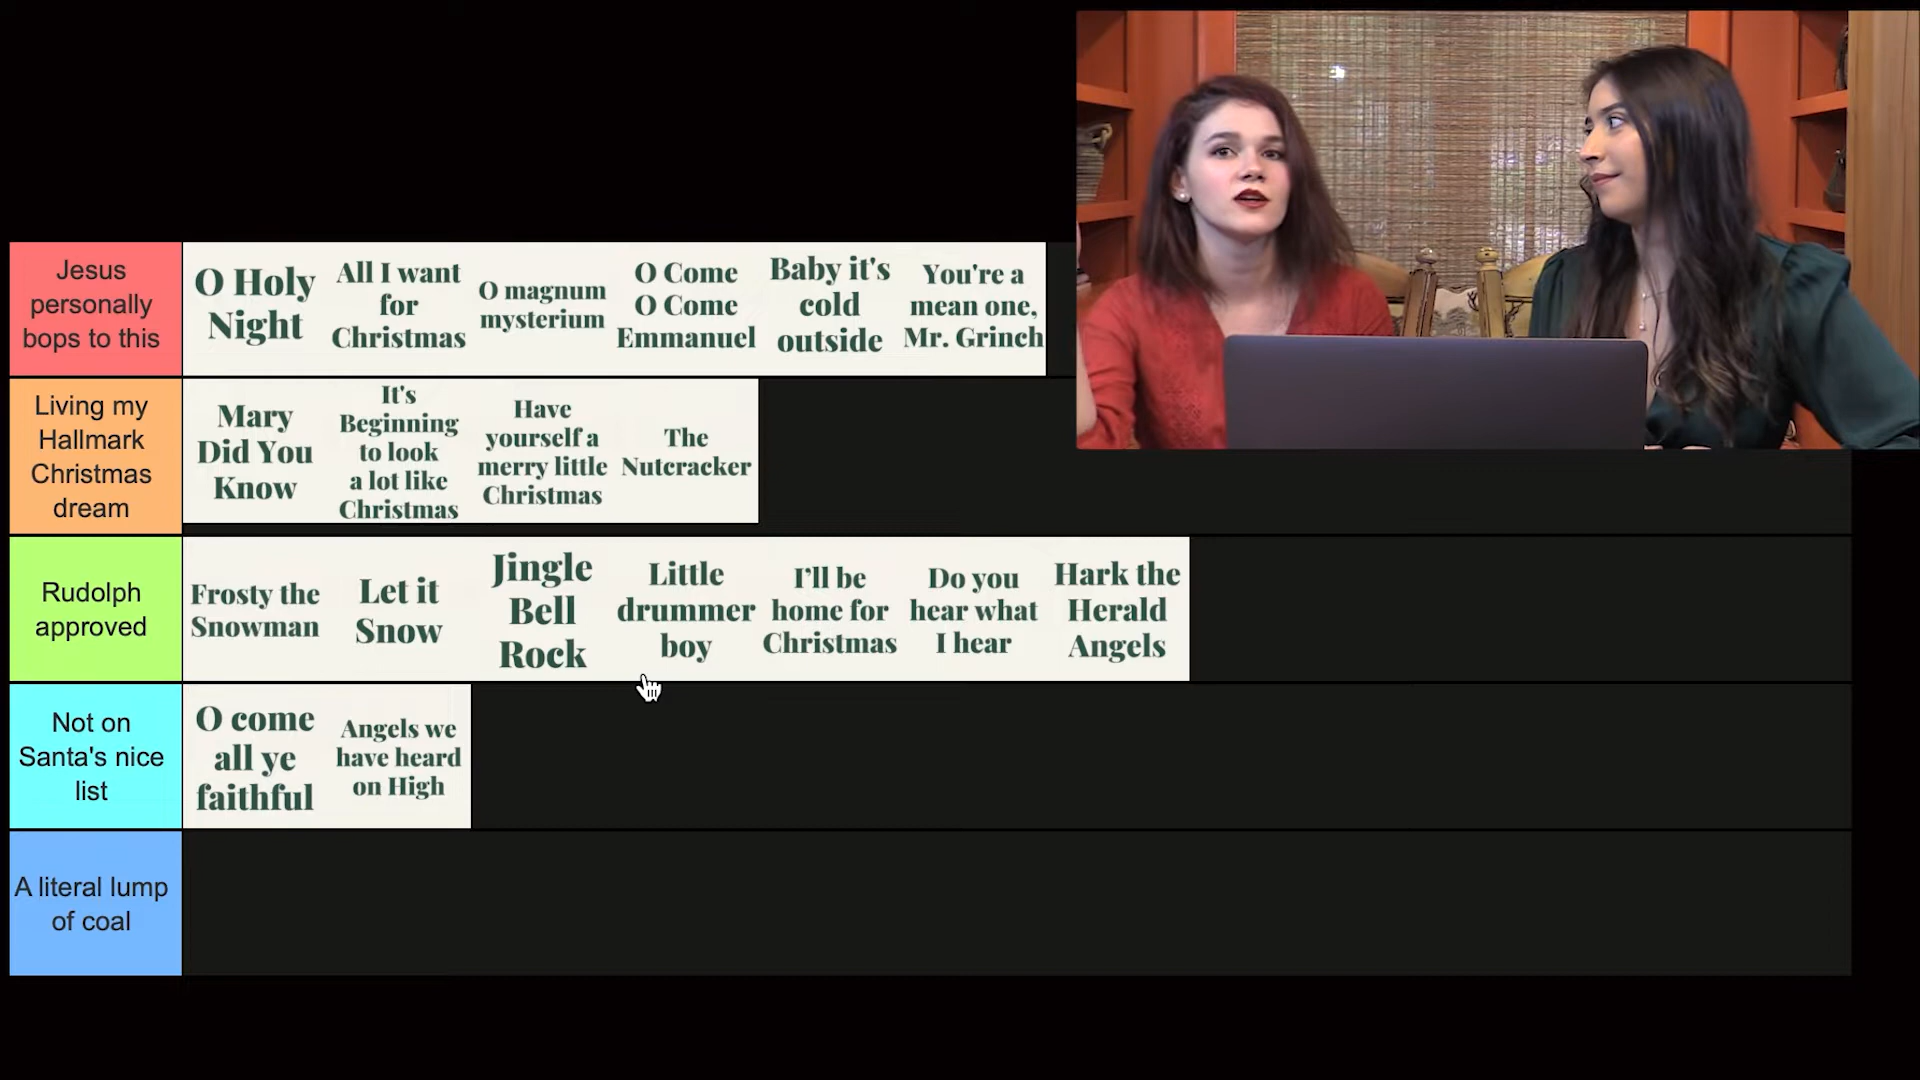 Jesus
personally
bops to this
O Holy
Night
All I want
for
Christmas
O magnum
mysterium
O Come
O Come
Emmanuel
Baby it's
cold
outside
You're a
mean one,
Mr. Grinch
Living my
Hallmark
Christmas
dream
Mary
Did You
Know
It's
Beginning
to look
a lot like
Christmas
Have
yourself a
merry little
Christmas
The
Nutcracker
Rudolph
approved
Frosty the
Snowman
Let it
Snow
Jingle
Bell
Rock
Little
drummer
boy
I'll be
home for
Christmas
Do you
hear what
I hear
Hark the
Herald
Angels
Not on
Santa's nice
list
O come
all ye
faithful
Angels we
have heard
on High
A literal lump
of coal